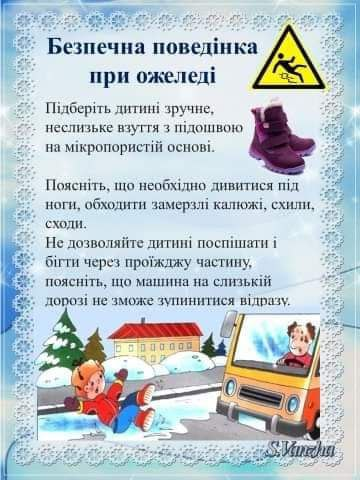 Безпечна поведінка
при ожеледі
Підберіть дитині зручне,
неслизьке взуття з підошвою
на мікропористій основі.
Поясніть, що необхідно дивитися під
ноги, обходити замерзлі калюжі, схили,
сходи.
Не дозволяйте дитині поспішати і
бігти через проїжджу частину,
поясніть, що машина на слизькій
дорозі не зможе зупинитися відразу.
S.Vanzha